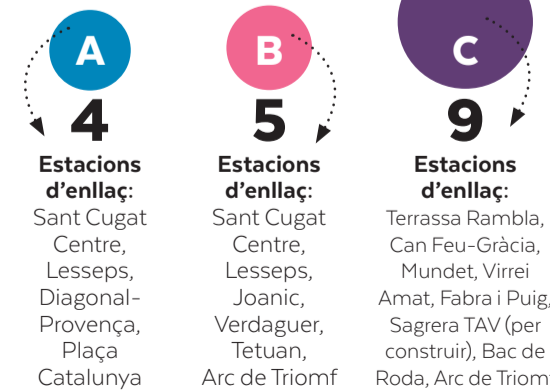 A
4
Estacions
d'enllaç:
Sant Cugat
Centre,
Lesseps,
Diagonal-
Provença,
Plaça
Catalunya
B
5
Estacions
d'enllaç:
Sant Cugat
Centre,
Lesseps,
Joanic,
Verdaguer,
Tetuan,
Arc de Triomf
C
9
Estacions
d'enllaç:
Terrassa Rambla,
Can Feu-Gràcia,
Mundet, Virrei
Amat, Fabra i Puig,
Sagrera TAV (per
construir), Bac de
Roda, Arc de Triomf